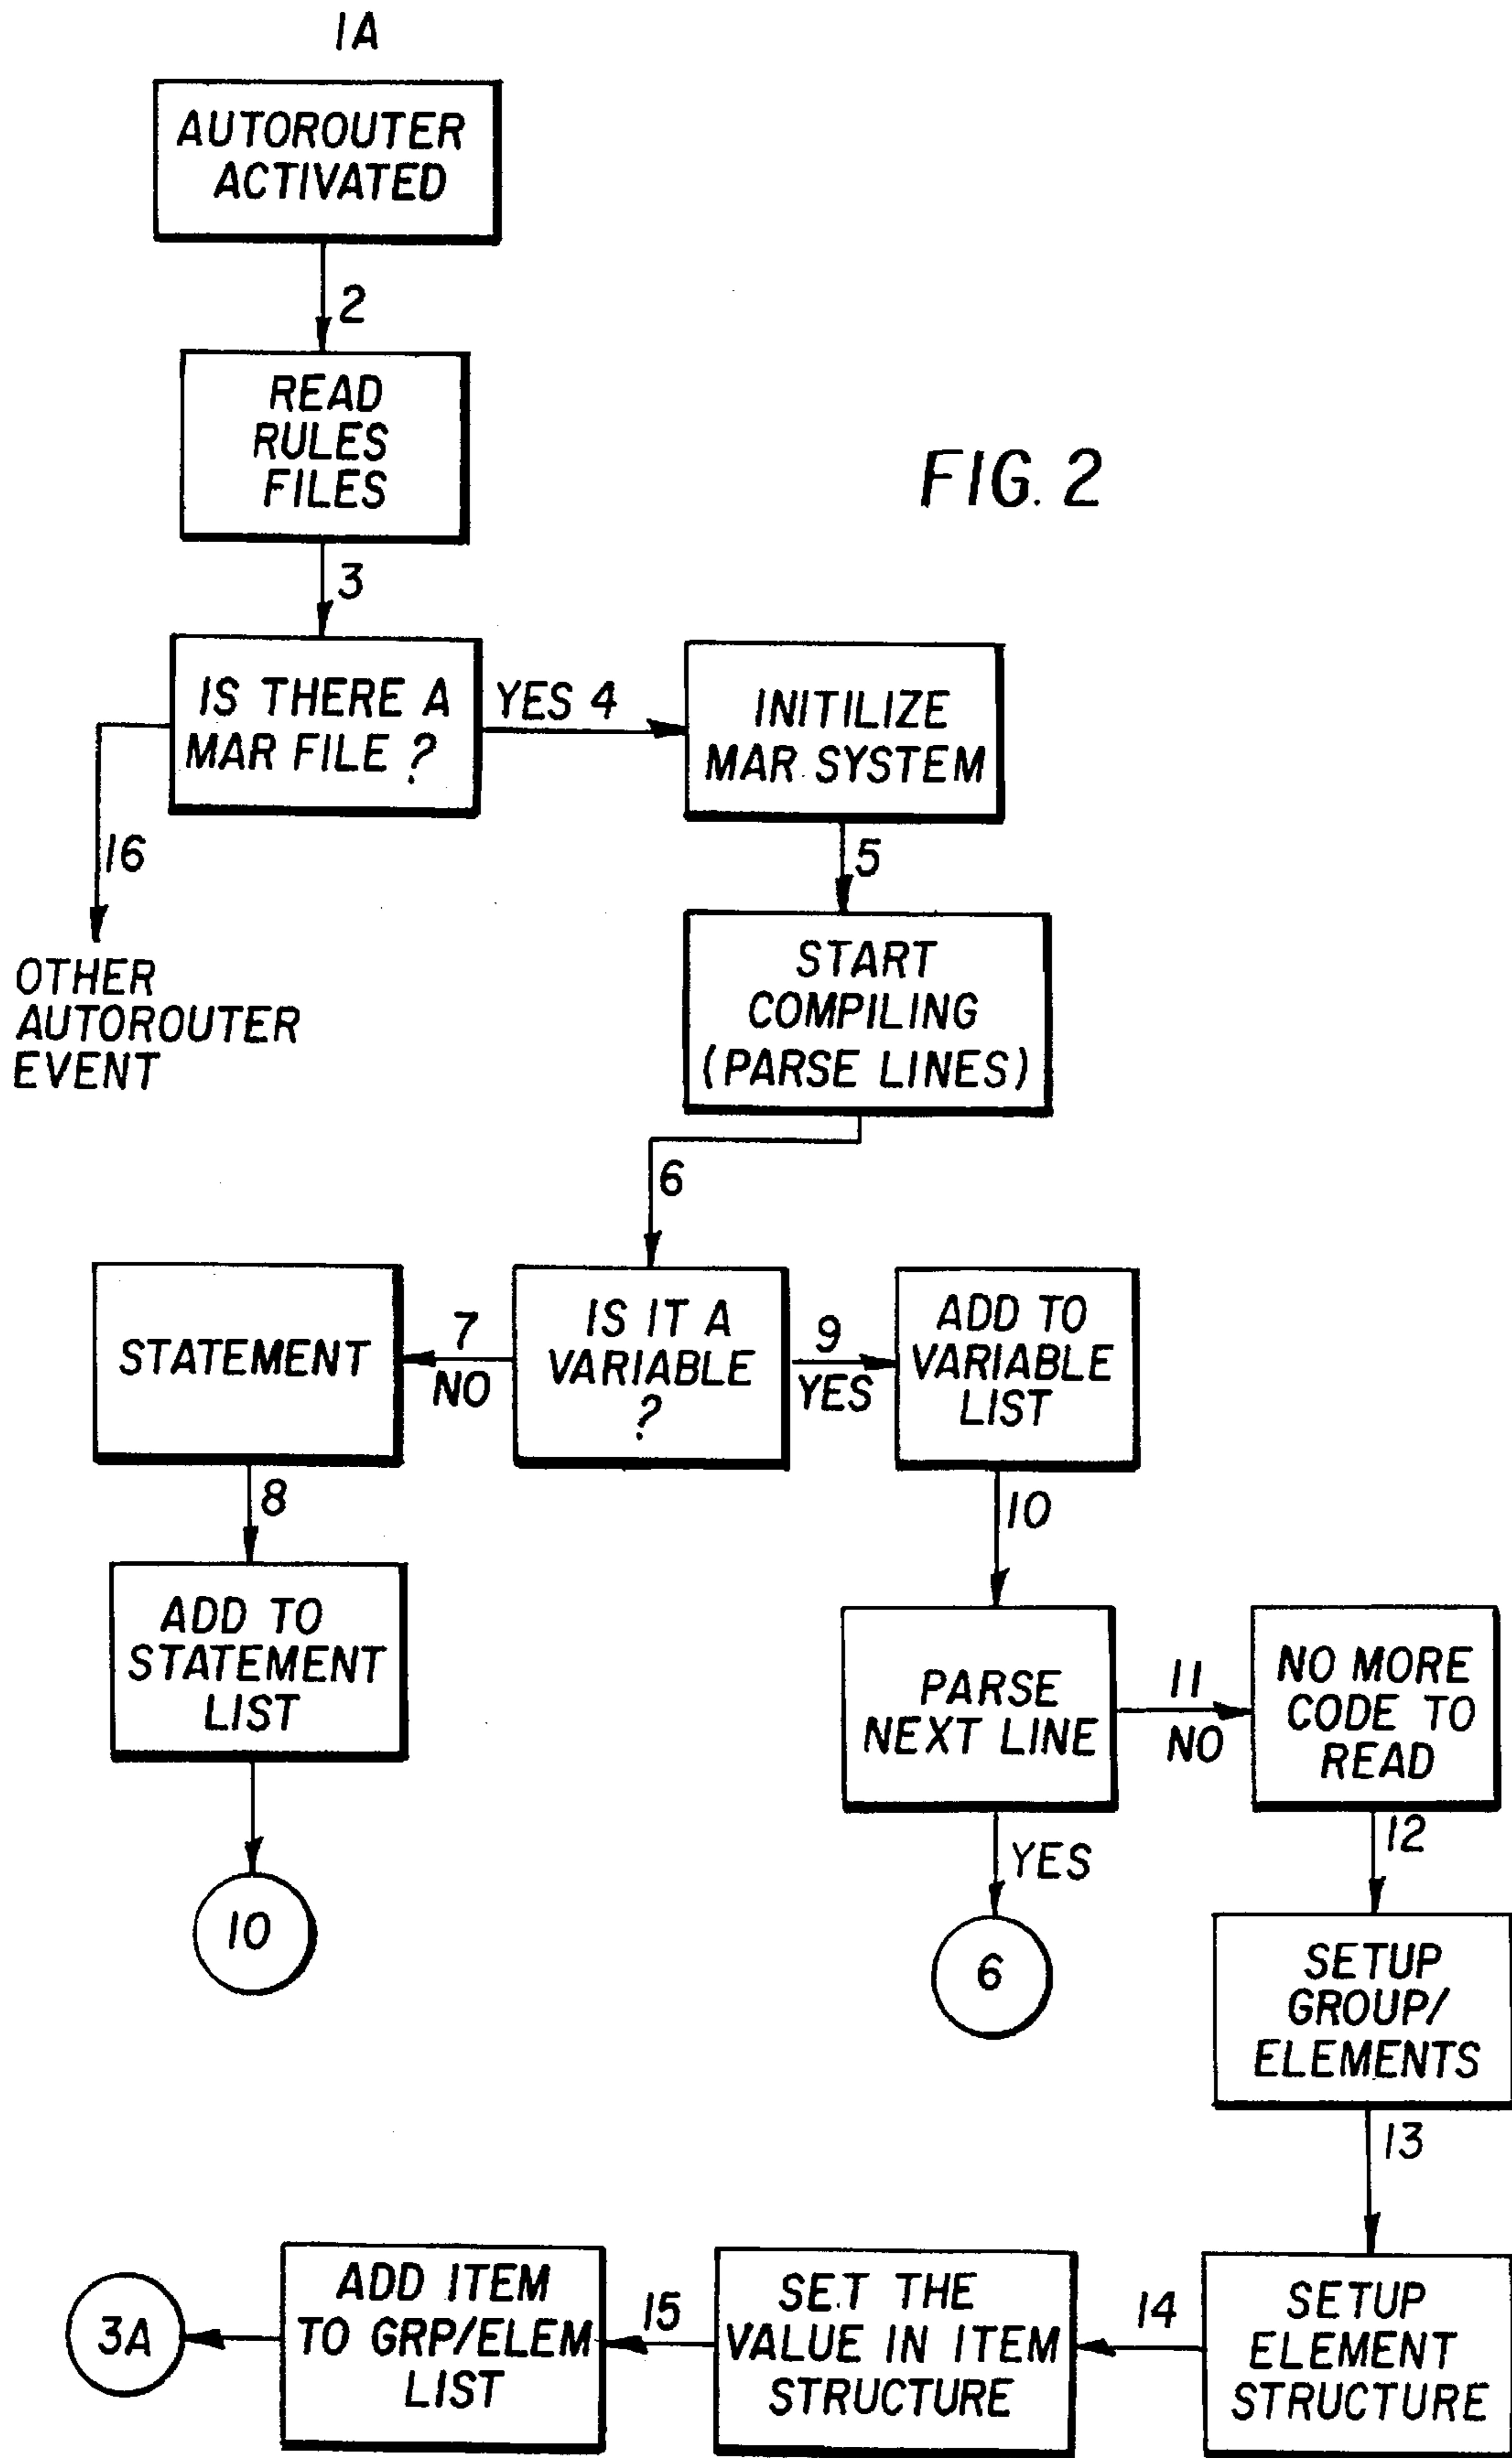 1A
AUTOROUTER
ACTIVATED
2
READ
RULES
FILES
FIG. 2
3
IS THERE A
MAR FILE ?
YES 4
INITILIZE
MAR SYSTEM
16
5
OTHER
AUTOROUTER
EVENT
START
COMPILING
(PARSE LINES)
6
STATEMENT
7
NO
IS IT A
VARIABLE
?
9
YES
ADD TO
VARIABLE
LIST
8
10
ADD TO
STATEMENT
LIST
PARSE
NEXT LINE
11
NO
NO MORE
CODE TO
READ
10
YES
6
12
SETUP
GROUP/
ELEMENTS
13
3A
ADD ITEM
TO GRP/ELEM
LIST
15
SET THE
VALUE IN ITEM
STRUCTURE
14
SETUP
ELEMENT
STRUCTURE